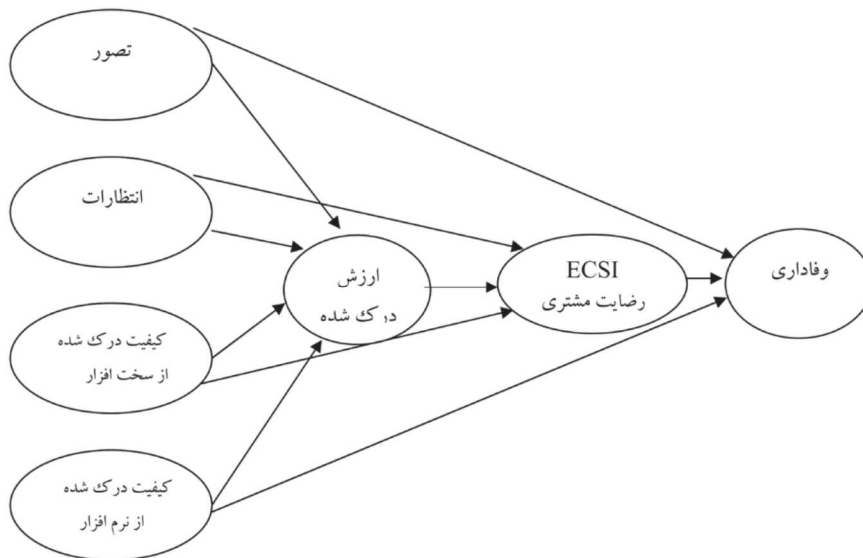 تصور
انتظارات
کیفیت درک شده
از سخت افزار
کیفیت درک شده
از نرم افزار
ارزش
درک شده
ECSI
رضایت مشتری
وفاداری